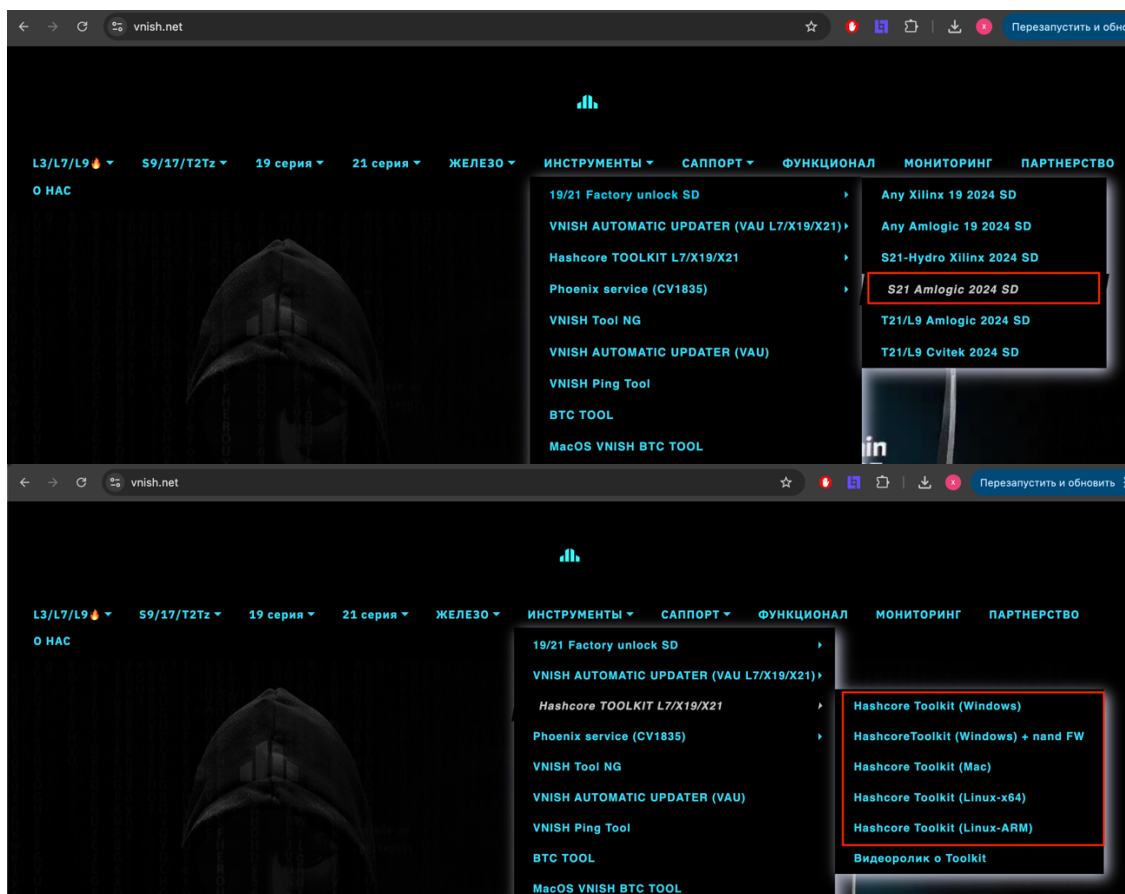 vnish.net
Перезапустить и обно
L3/L7/L9🔥 S9/17/T2Tz 19 серия 21 серия ЖЕЛЕЗО ИНСТРУМЕНТЫ САППОРТ ФУНКЦИОНАЛ МОНИТОРИНГ ПАРТНЕРСТВО
О НАС
19/21 Factory unlock SD
VNISH AUTOMATIC UPDATER (VAU L7/X19/X21)
Hashcore TOOLKIT L7/X19/X21
Phoenix service (CV1835)
VNISH Tool NG
VNISH AUTOMATIC UPDATER (VAU)
VNISH Ping Tool
BTC TOOL
MacOS VNISH BTC TOOL
Any Xilinx 19 2024 SD
Any Amlogic 19 2024 SD
S21-Hydro Xilinx 2024 SD
S21 Amlogic 2024 SD
T21/L9 Amlogic 2024 SD
T21/L9 Cvitek 2024 SD
in
vnish.net
Перезапустить и обновить
L3/L7/L9🔥 S9/17/T2Tz 19 серия 21 серия ЖЕЛЕЗО ИНСТРУМЕНТЫ САППОРТ ФУНКЦИОНАЛ МОНИТОРИНГ ПАРТНЕРСТВО
О НАС
19/21 Factory unlock SD
VNISH AUTOMATIC UPDATER (VAU L7/X19/X21)
Hashcore TOOLKIT L7/X19/X21
Phoenix service (CV1835)
VNISH Tool NG
VNISH AUTOMATIC UPDATER (VAU)
VNISH Ping Tool
BTC TOOL
MacOS VNISH BTC TOOL
Hashcore Toolkit (Windows)
HashcoreToolkit (Windows) + nand FW
Hashcore Toolkit (Mac)
Hashcore Toolkit (Linux-x64)
Hashcore Toolkit (Linux-ARM)
Видеоролик о Toolkit